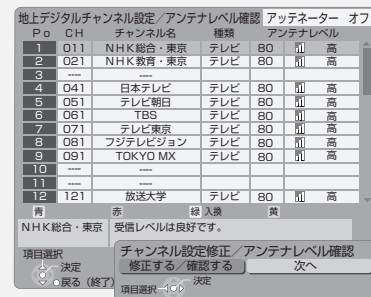 地上デジタルチャンネル設定／アンテナレベル確認 アッテネーター オフ
Ｐｏ ＣＨ チャンネル名 種類 アンテナレベル
1 011 ＮＨＫ総合・東京 テレビ 80 高
2 021 ＮＨＫ教育・東京 テレビ 80 高
3 ---- ----
4 041 日本テレビ テレビ 80 高
5 051 テレビ朝日 テレビ 80 高
6 061 TBS テレビ 80 高
7 071 テレビ東京 テレビ 80 高
8 081 フジテレビジョン テレビ 80 高
9 091 TOKYO MX テレビ 80 高
10 ---- ----
11 ---- ----
12 121 放送大学 テレビ 80 高
青 赤 緑 入換 黄
ＮＨＫ総合・東京 受信レベルは良好です。
項目選択
決定
戻る（終了）
チャンネル設定修正／アンテナレベル確認
修正する／確認する 次へ
項目選択 決定